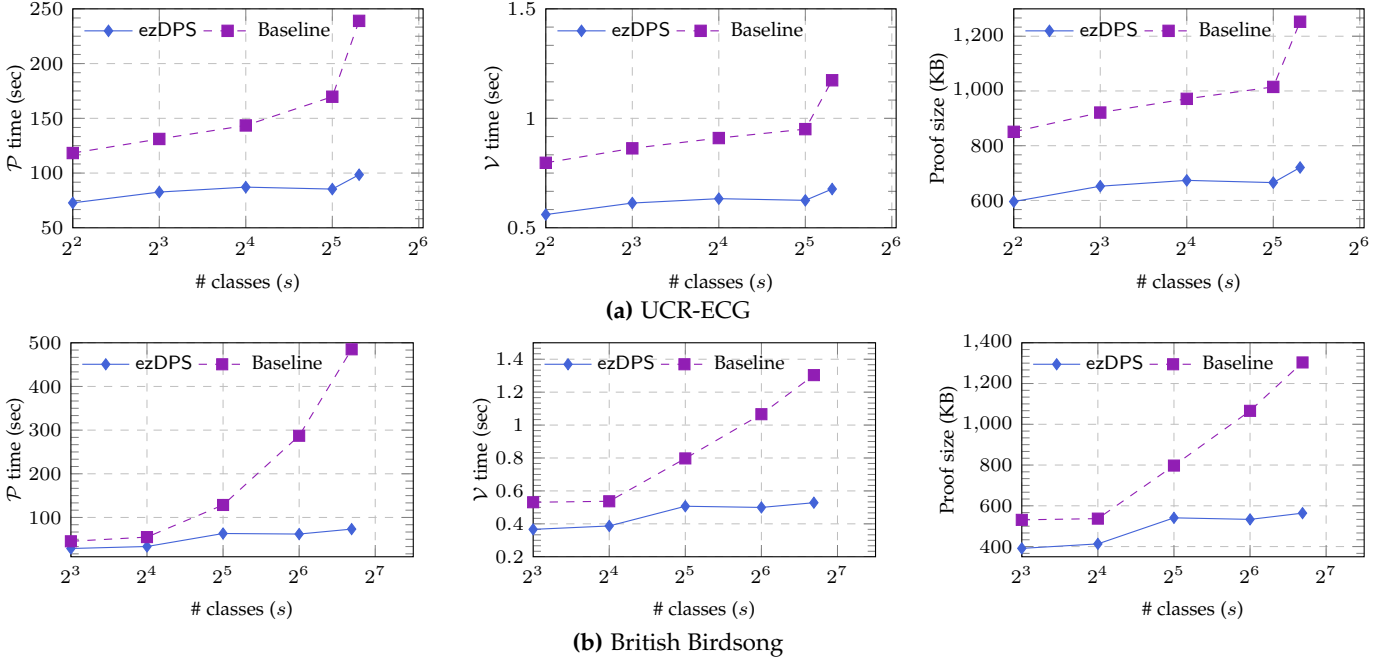 250
200
150
100
50
𝒫 time (sec)
ezDPS Baseline
2^2 2^3 2^4 2^5 2^6
# classes (s)
1.5
1
0.5
𝒱 time (sec)
ezDPS Baseline
2^2 2^3 2^4 2^5 2^6
# classes (s)
1,200
1,000
800
600
Proof size (KB)
ezDPS Baseline
2^2 2^3 2^4 2^5 2^6
# classes (s)
(a) UCR-ECG
500
400
300
200
100
𝒫 time (sec)
ezDPS Baseline
2^3 2^4 2^5 2^6 2^7
# classes (s)
1.4
1.2
1
0.8
0.6
0.4
0.2
𝒱 time (sec)
ezDPS Baseline
2^3 2^4 2^5 2^6 2^7
# classes (s)
1,400
1,200
1,000
800
600
400
Proof size (KB)
ezDPS Baseline
2^3 2^4 2^5 2^6 2^7
# classes (s)
(b) British Birdsong